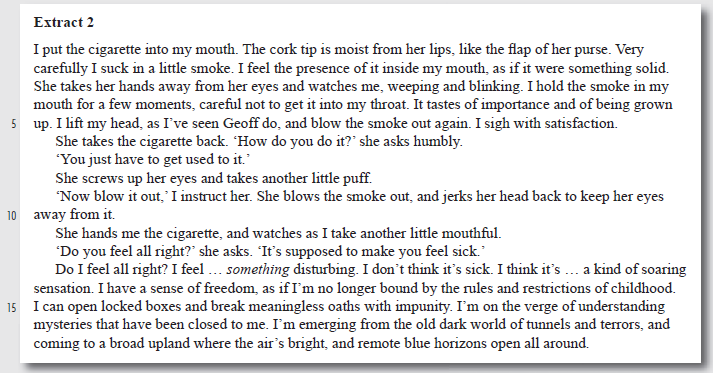 Extract 2
I put the cigarette into my mouth. The cork tip is moist from her lips, like the flap of her purse. Very
carefully I suck in a little smoke. I feel the presence of it inside my mouth, as if it were something solid.
She takes her hands away from her eyes and watches me, weeping and blinking. I hold the smoke in my
mouth for a few moments, careful not to get it into my throat. It tastes of importance and of being grown
5 up. I lift my head, as I’ve seen Geoff do, and blow the smoke out again. I sigh with satisfaction.
She takes the cigarette back. ‘How do you do it?’ she asks humbly.
‘You just have to get used to it.’
She screws up her eyes and takes another little puff.
‘Now blow it out,’ I instruct her. She blows the smoke out, and jerks her head back to keep her eyes
10 away from it.
She hands me the cigarette, and watches as I take another little mouthful.
‘Do you feel all right?’ she asks. ‘It’s supposed to make you feel sick.’
Do I feel all right? I feel … something disturbing. I don’t think it’s sick. I think it’s … a kind of soaring
sensation. I have a sense of freedom, as if I’m no longer bound by the rules and restrictions of childhood.
15 I can open locked boxes and break meaningless oaths with impunity. I’m on the verge of understanding
mysteries that have been closed to me. I’m emerging from the old dark world of tunnels and terrors, and
coming to a broad upland where the air’s bright, and remote blue horizons open all around.